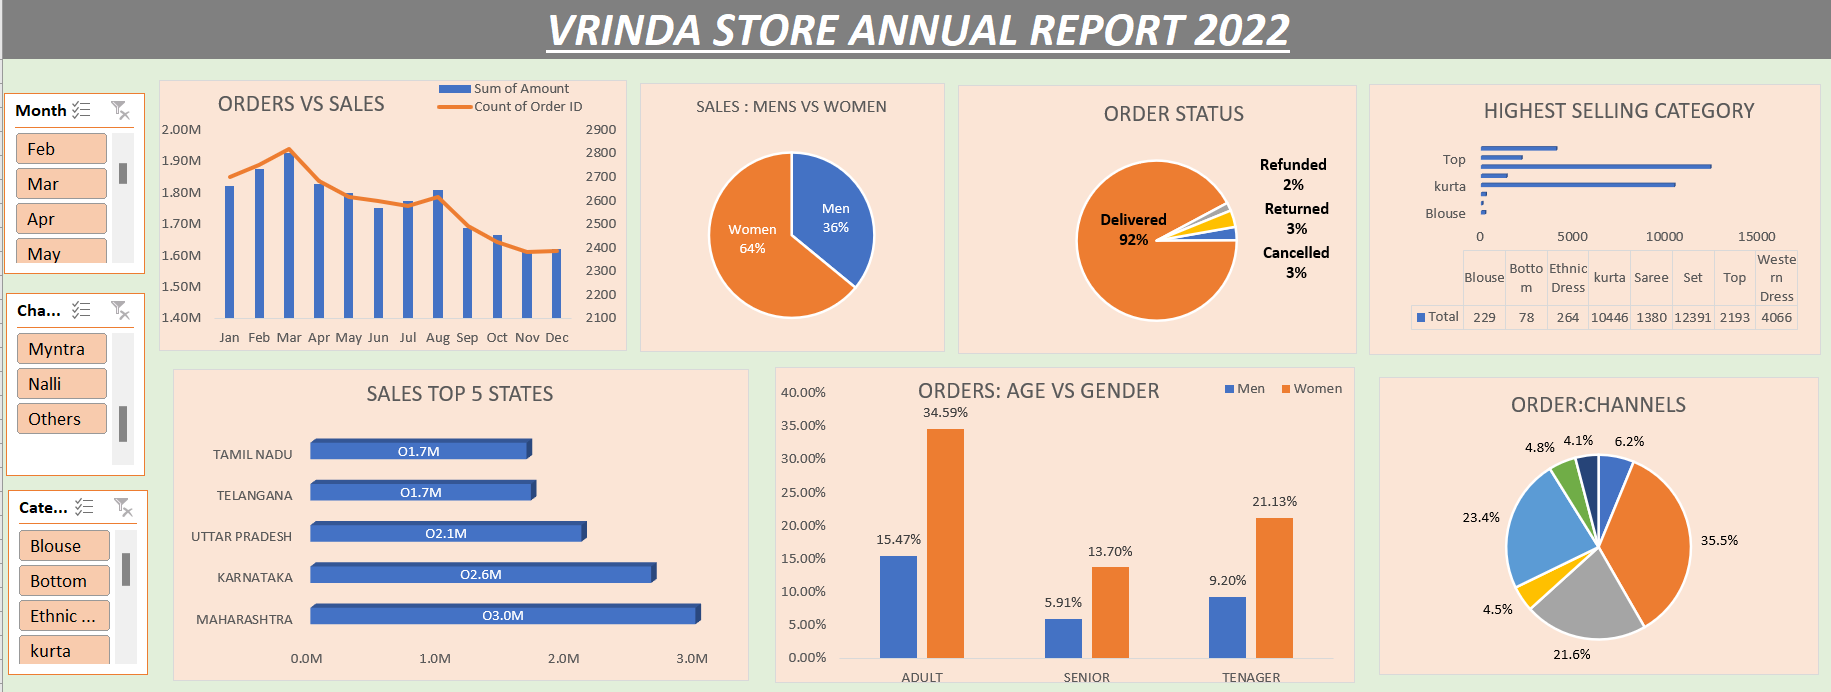 VRINDA STORE ANNUAL REPORT 2022
Month
Feb
Mar
Apr
May
Cha...
Myntra
Nalli
Others
Cate...
Blouse
Bottom
Ethnic ...
kurta
ORDERS VS SALES
Sum of Amount
Count of Order ID
2.00M
1.90M
1.80M
1.70M
1.60M
1.50M
1.40M
2900
2800
2700
2600
2500
2400
2300
2200
2100
Jan Feb Mar Apr May Jun Jul Aug Sep Oct Nov Dec
SALES : MENS VS WOMEN
Men
36%
Women
64%
ORDER STATUS
Delivered
92%
Refunded
2%
Returned
3%
Cancelled
3%
HIGHEST SELLING CATEGORY
Top
kurta
Blouse
0 5000 10000 15000
Blouse Botto m Ethnic Dress kurta Saree Set Top Weste rn Dress
Total 229 78 264 10446 1380 12391 2193 4066
SALES TOP 5 STATES
TAMIL NADU O1.7M
TELANGANA O1.7M
UTTAR PRADESH O2.1M
KARNATAKA O2.6M
MAHARASHTRA O3.0M
0.0M 1.0M 2.0M 3.0M
ORDERS: AGE VS GENDER
Men Women
40.00%
35.00%
30.00%
25.00%
20.00%
15.00%
10.00%
5.00%
0.00%
15.47% 34.59%
5.91% 13.70%
9.20% 21.13%
ADULT SENIOR TENAGER
ORDER:CHANNELS
6.2%
35.5%
21.6%
4.5%
23.4%
4.8%
4.1%